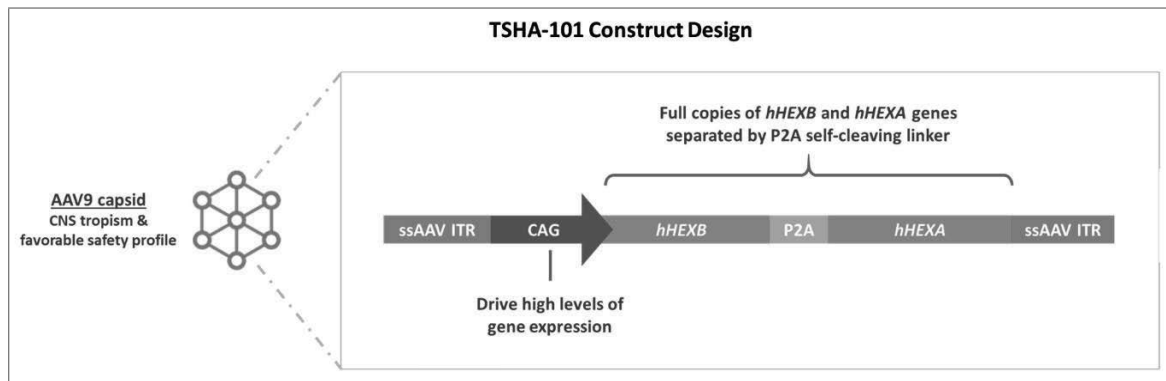 TSHA-101 Construct Design
Full copies of hHEXB and hHEXA genes
separated by P2A self-cleaving linker
AAV9 capsid
CNS tropism &
favorable safety profile
ssAAV ITR CAG hHEXB P2A hHEXA ssAAV ITR
Drive high levels of
gene expression